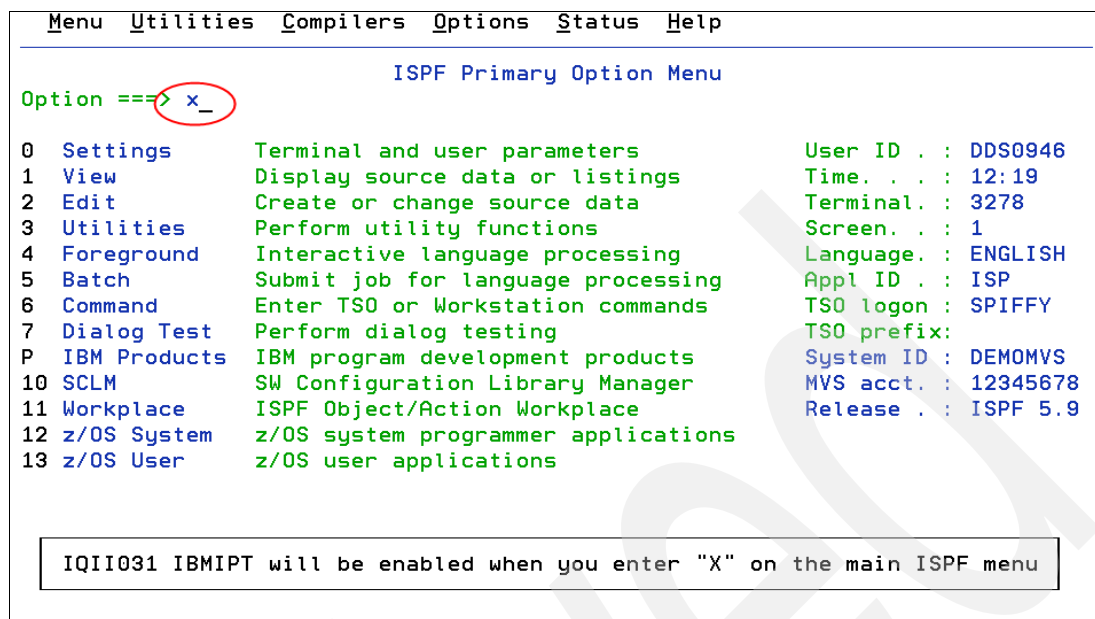 Menu Utilities Compilers Options Status Help
ISPF Primary Option Menu
Option ===> x_
0 Settings Terminal and user parameters User ID . : DDS0946
1 View Display source data or listings Time. . . : 12:19
2 Edit Create or change source data Terminal. : 3278
3 Utilities Perform utility functions Screen. . : 1
4 Foreground Interactive language processing Language. : ENGLISH
5 Batch Submit job for language processing Appl ID . : ISP
6 Command Enter TSO or Workstation commands TSO logon : SPIFFY
7 Dialog Test Perform dialog testing TSO prefix:
P IBM Products IBM program development products System ID : DEMOMVS
10 SCLM SW Configuration Library Manager MVS acct. : 12345678
11 Workplace ISPF Object/Action Workplace Release . : ISPF 5.9
12 z/OS System z/OS system programmer applications
13 z/OS User z/OS user applications
IQII031 IBMIPT will be enabled when you enter "X" on the main ISPF menu